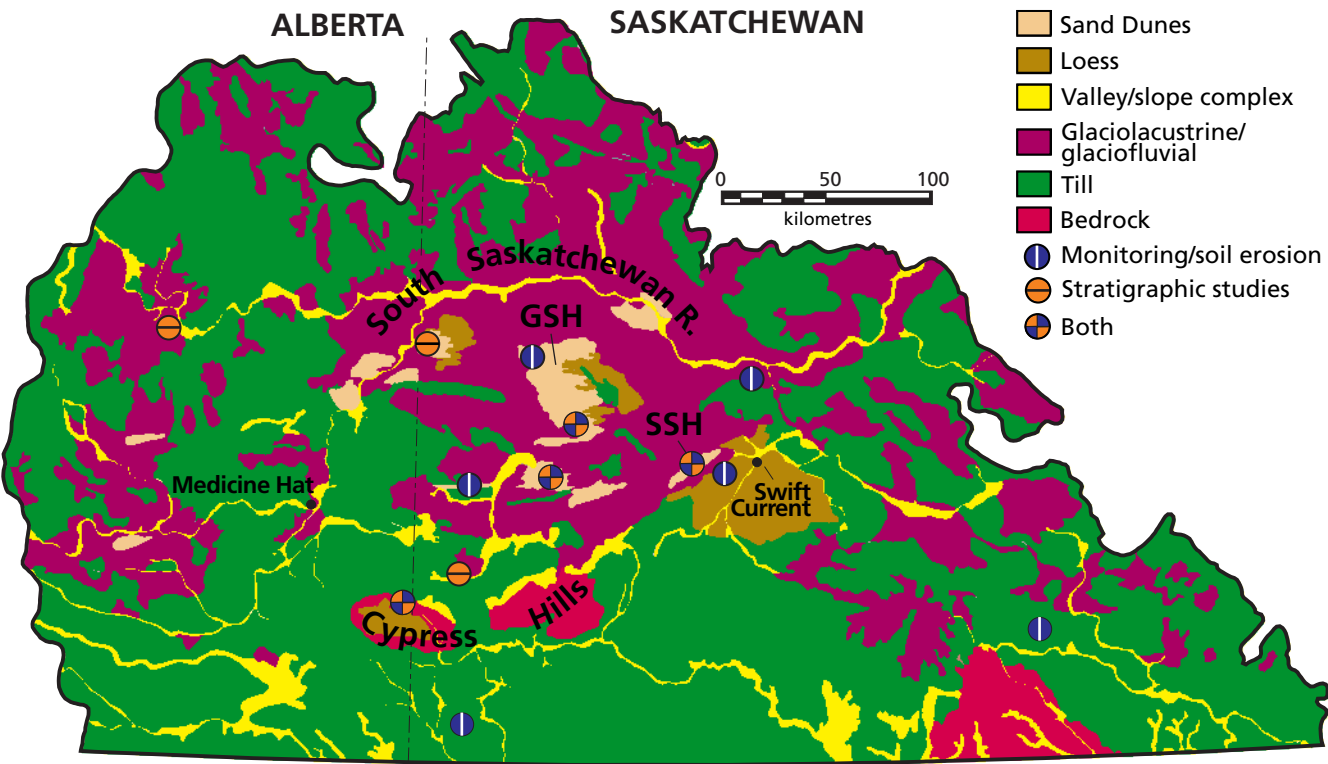 ALBERTA
SASKATCHEWAN
Sand Dunes
Loess
Valley/slope complex
Glaciolacustrine/
glaciofluvial
Till
Bedrock
Monitoring/soil erosion
Stratigraphic studies
Both
0 50 100
kilometres
South Saskatchewan R.
GSH
SSH
Medicine Hat
Swift
Current
Cypress Hills